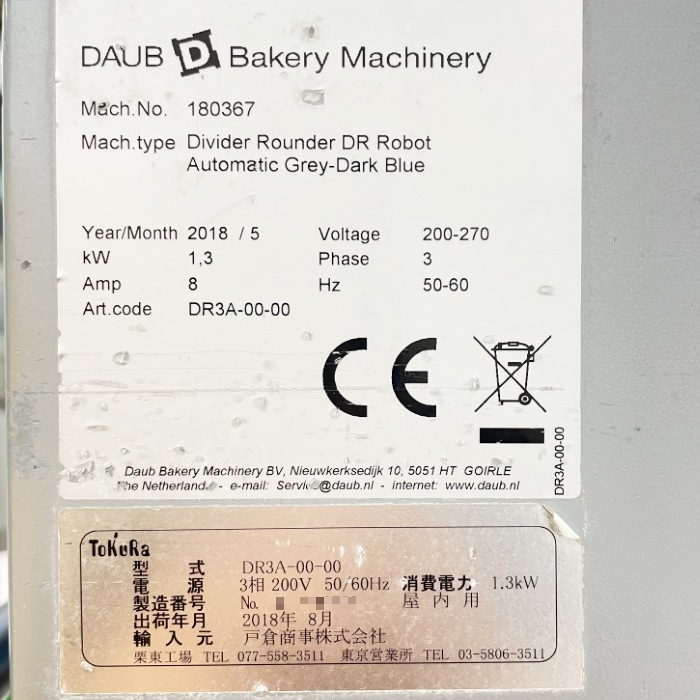 DAUB D Bakery Machinery
Mach.No. 180367
Mach.type Divider Rounder DR Robot
Automatic Grey-Dark Blue
Year/Month 2018 / 5 Voltage 200-270
kW 1,3 Phase 3
Amp 8 Hz 50-60
Art.code DR3A-00-00
CE
DR3A-00-00
Daub Bakery Machinery BV, Nieuwkerksedijk 10, 5051 HT GOIRLE
The Netherlands - e-mail: Service@daub.nl - internet: www.daub.nl
ToKuRa
型 式 DR3A-00-00
電 源 3相 200V 50/60Hz 消費電力 1.3kW
製造番号 No. 屋内用
出荷年月 2018年 8月
輸入元 戸倉商事株式会社
栗東工場 TEL 077-558-3511 東京営業所 TEL 03-5806-3511